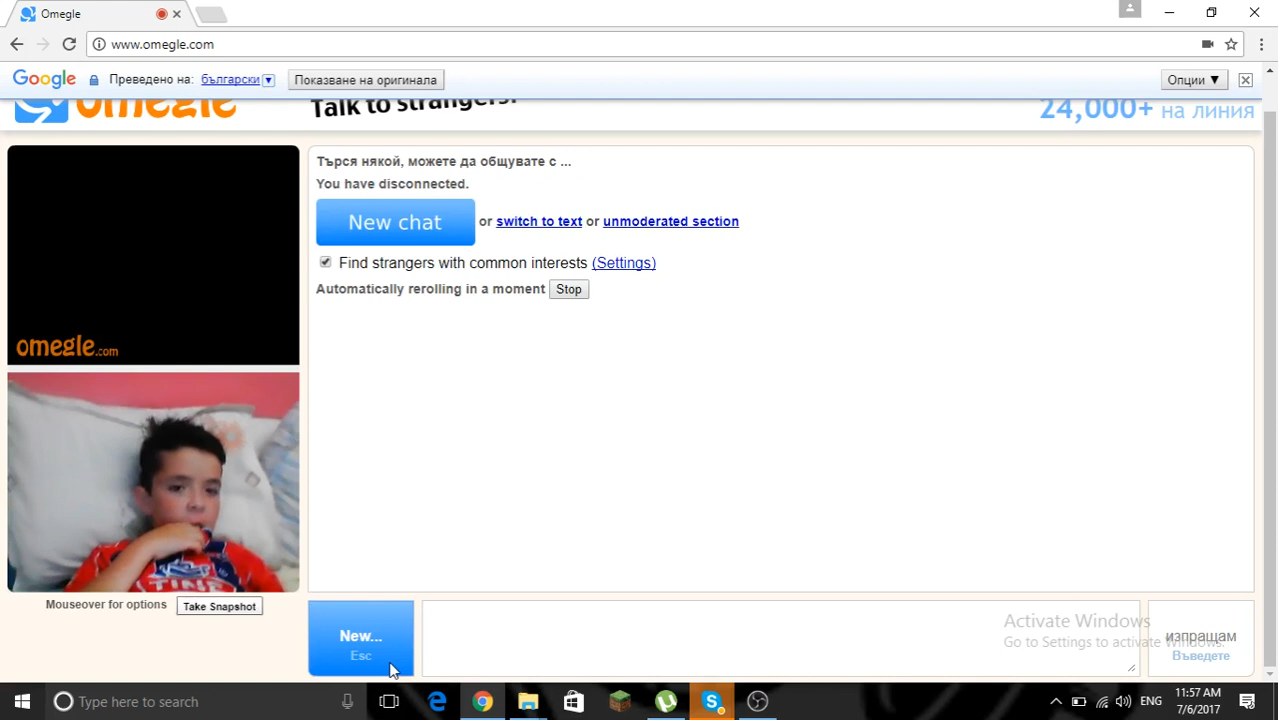 Omegle
www.omegle.com
Google Преведено на: български Показване на оригинала Опции ▼
omegle Talk to strangers! 24,000+ на линия
Търся някой, можете да общувате с ...
You have disconnected.
New chat or switch to text or unmoderated section
Find strangers with common interests (Settings)
Automatically rerolling in a moment Stop
omegle.com
TINE
Mouseover for options Take Snapshot
New...
Esc
изпращам
Въведете
Activate Windows
Go to Settings to activate Windows.
Type here to search
ENG
11:57 AM
7/6/2017